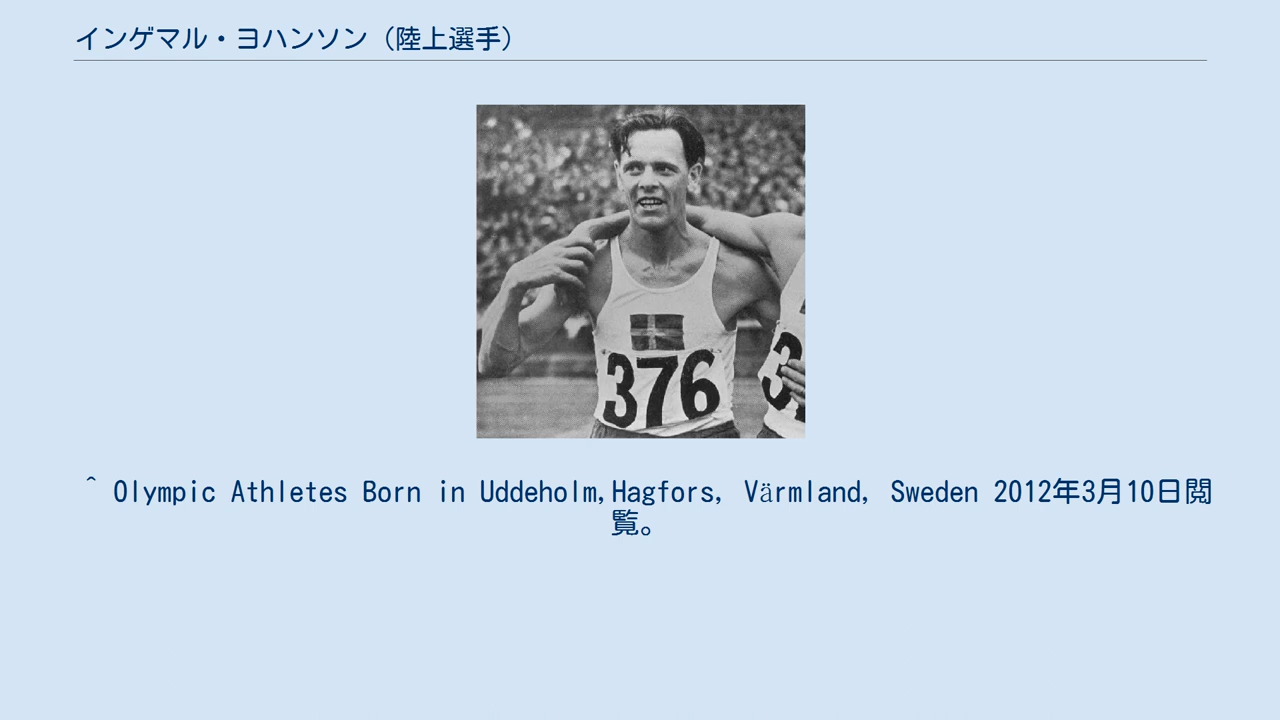 インゲマル・ヨハンソン（陸上選手）
376
3
^ Olympic Athletes Born in Uddeholm,Hagfors, Värmland, Sweden 2012年3月10日閲
覧。